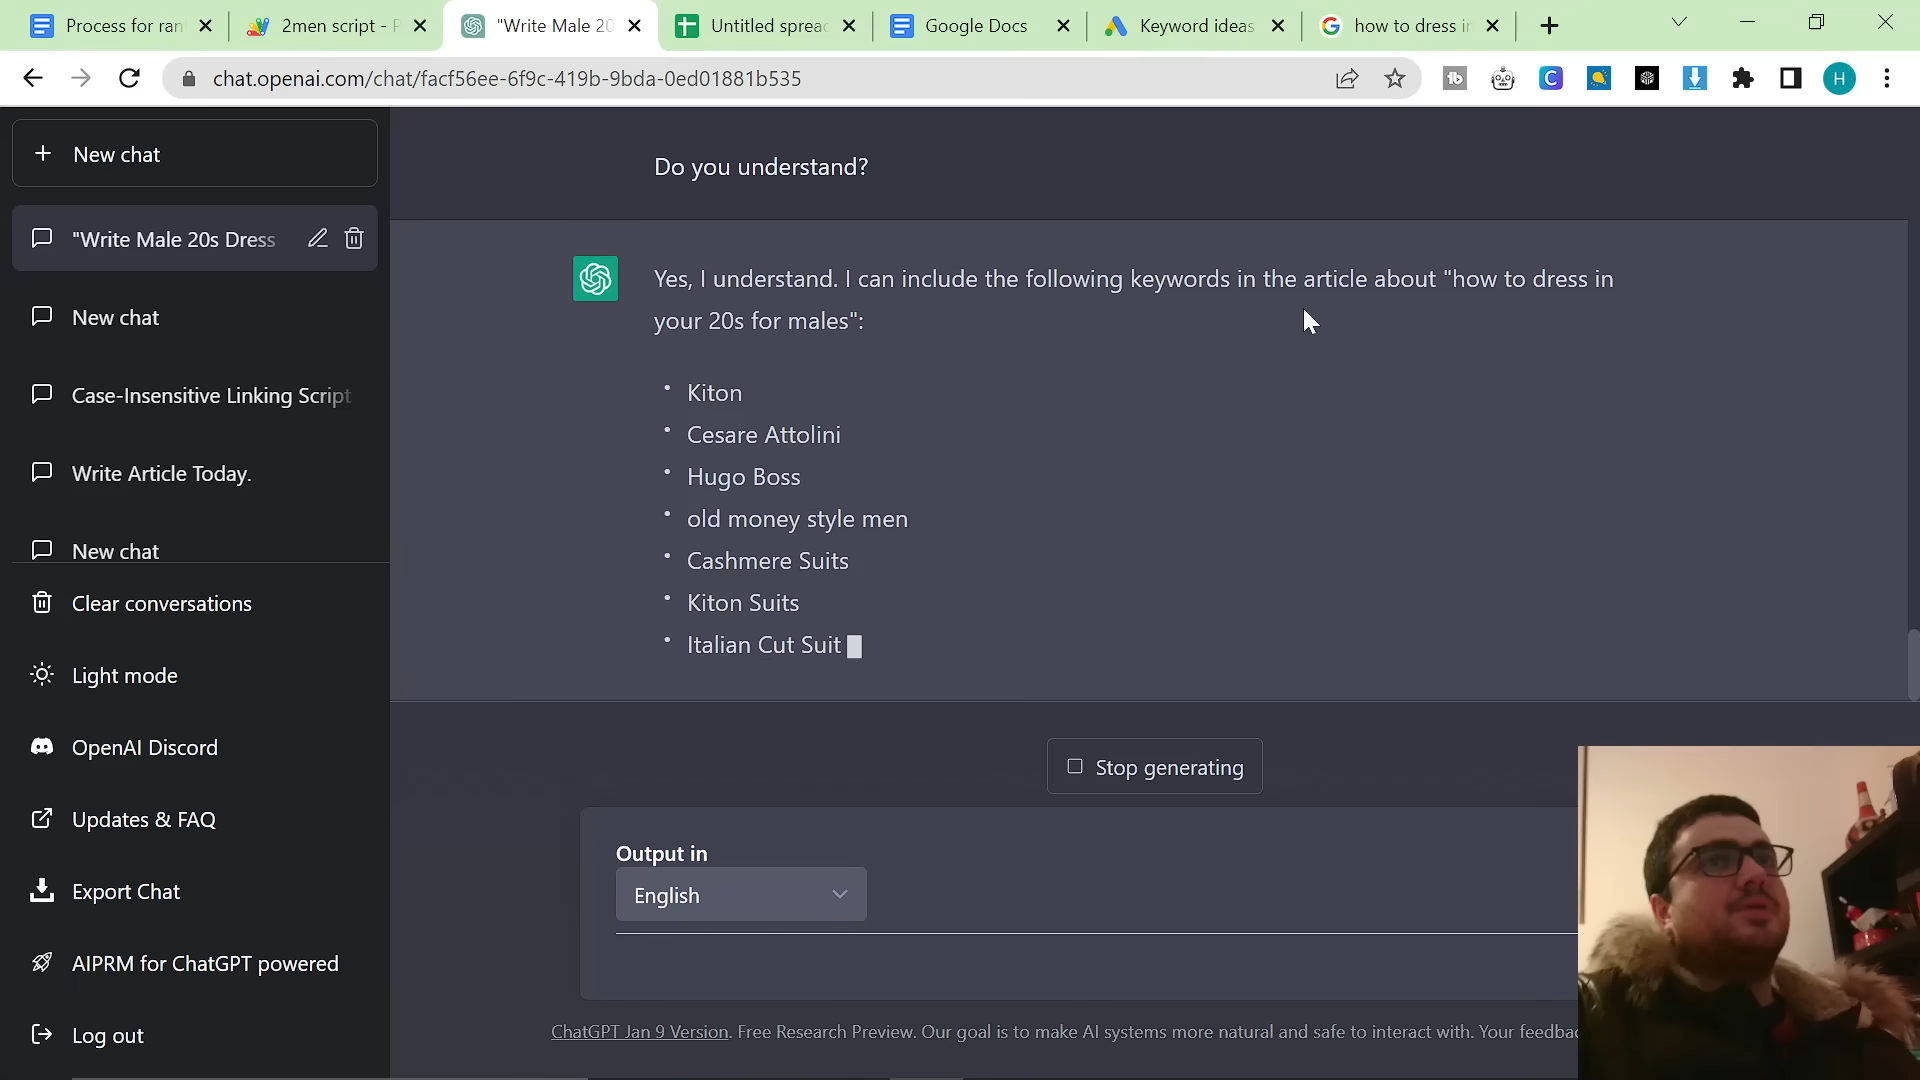 Process for ran
2men script - P
"Write Male 20
Untitled spread
Google Docs
Keyword ideas
how to dress in
chat.openai.com/chat/facf56ee-6f9c-419b-9bda-0ed01881b535
H
New chat
"Write Male 20s Dress
New chat
Case-Insensitive Linking Script
Write Article Today.
New chat
Clear conversations
Light mode
OpenAI Discord
Updates & FAQ
Export Chat
AIPRM for ChatGPT powered
Log out
Do you understand?
Yes, I understand. I can include the following keywords in the article about "how to dress in
your 20s for males":
• Kiton
• Cesare Attolini
• Hugo Boss
• old money style men
• Cashmere Suits
• Kiton Suits
• Italian Cut Suit
Stop generating
Output in
English
ChatGPT Jan 9 Version. Free Research Preview. Our goal is to make AI systems more natural and safe to interact with. Your feedbac